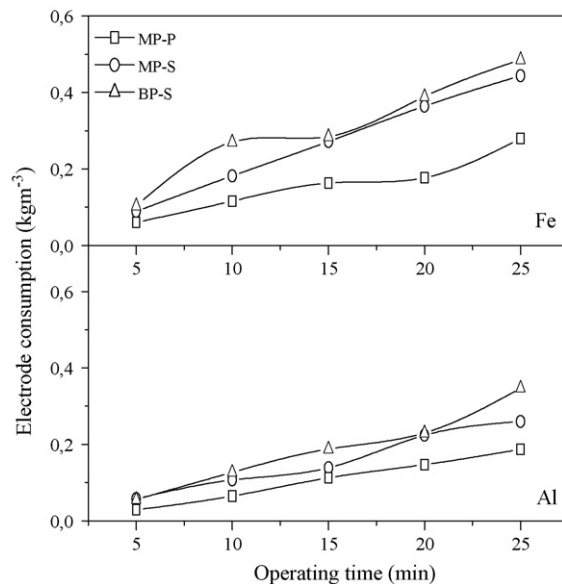 0,6
MP-P
MP-S
BP-S
0,4
0,2
Fe
0,0
5 10 15 20 25
0,6
0,4
0,2
Al
0,0
5 10 15 20 25
Operating time (min)
Electrode consumption (kgm-3)